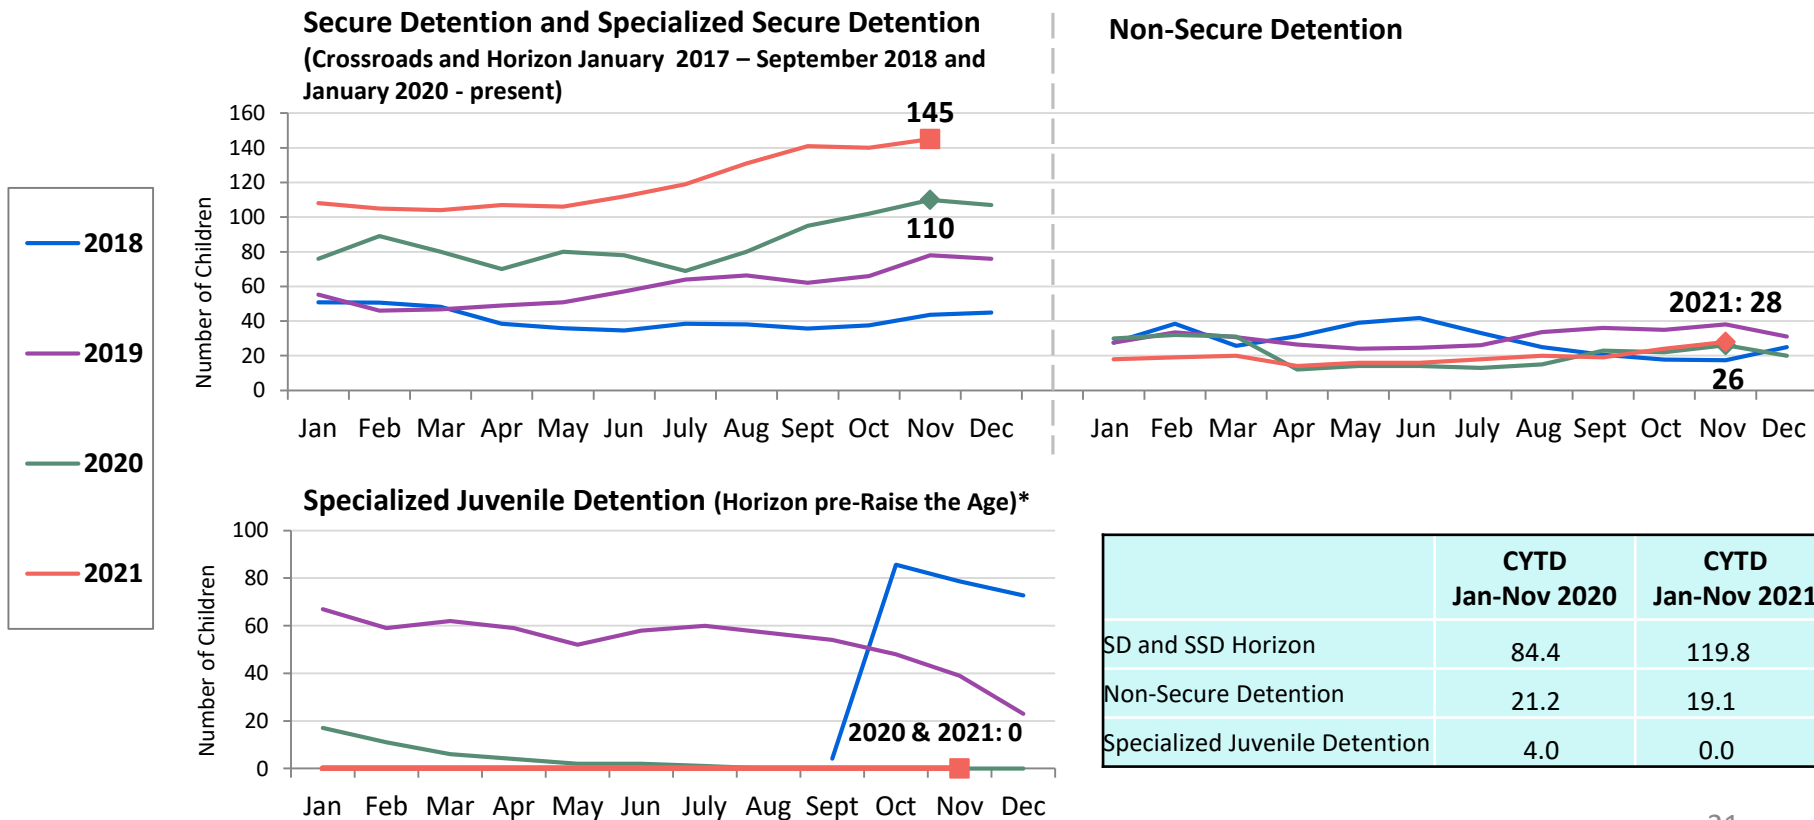 Secure Detention and Specialized Secure Detention
(Crossroads and Horizon January 2017 – September 2018 and
January 2020 - present)
160
140
120
100
80
60
40
20
0
Number of Children
145
110
Jan Feb Mar Apr May Jun July Aug Sept Oct Nov Dec
Non-Secure Detention
2021: 28
26
Jan Feb Mar Apr May Jun July Aug Sept Oct Nov Dec
2018
2019
2020
2021
Specialized Juvenile Detention (Horizon pre-Raise the Age)*
100
80
60
40
20
0
Number of Children
2020 & 2021: 0
Jan Feb Mar Apr May Jun July Aug Sept Oct Nov Dec
CYTD CYTD
Jan-Nov 2020 Jan-Nov 2021
SD and SSD Horizon 84.4 119.8
Non-Secure Detention 21.2 19.1
Specialized Juvenile Detention 4.0 0.0